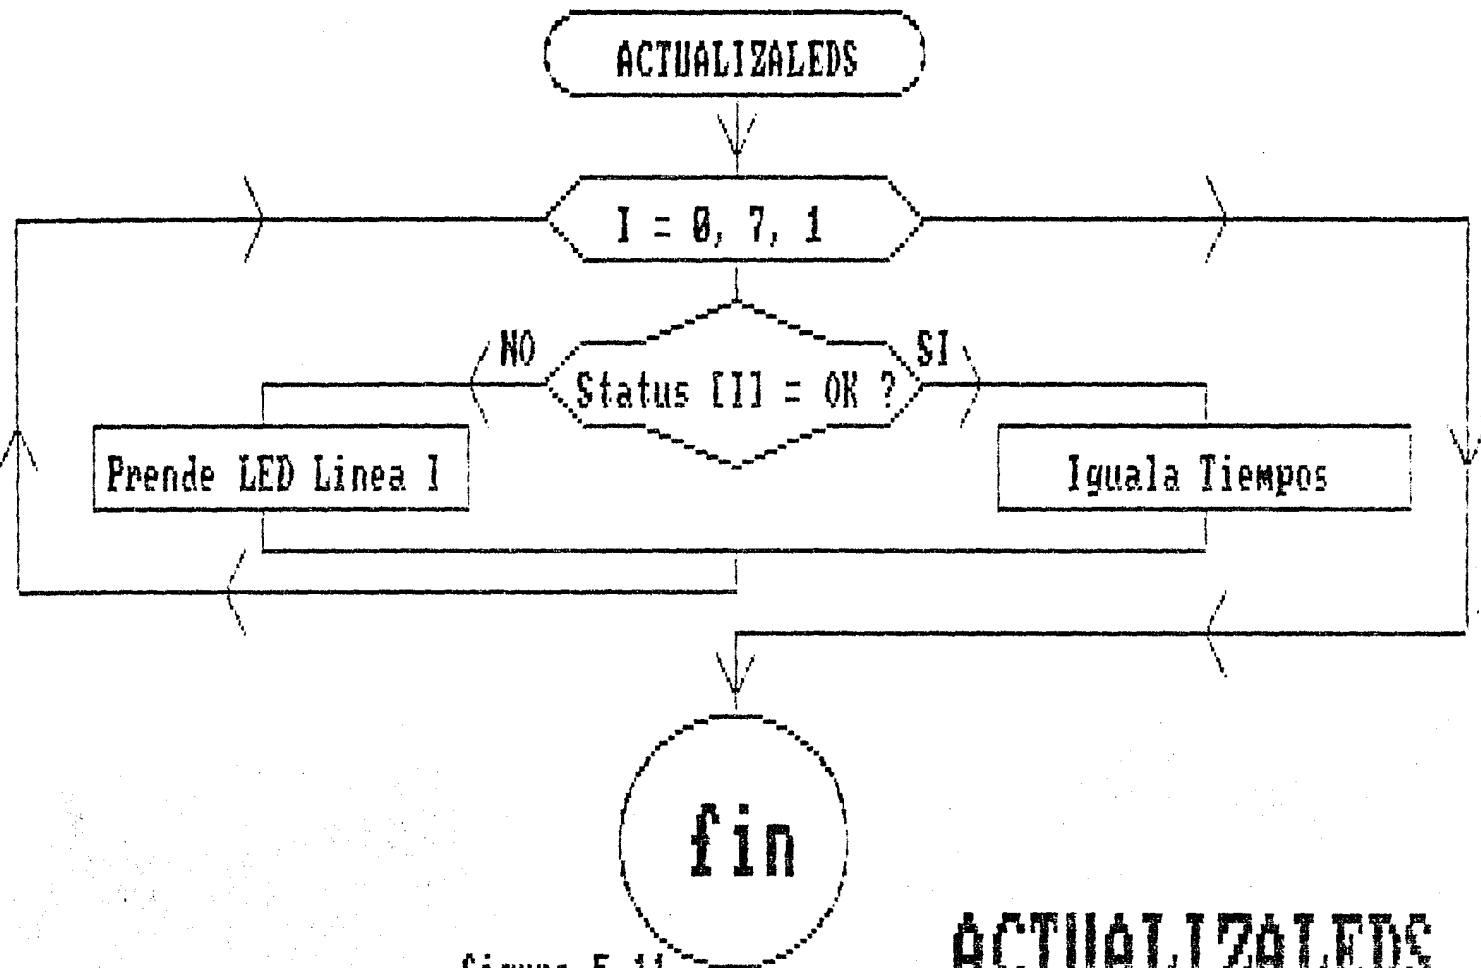 ACTUALIZALEDS
I = 0, 7, 1
NO
SI
Status [I] = OK ?
Prende LED Linea I
Iguala Tiempos
fin
ACTUALIZALEDS